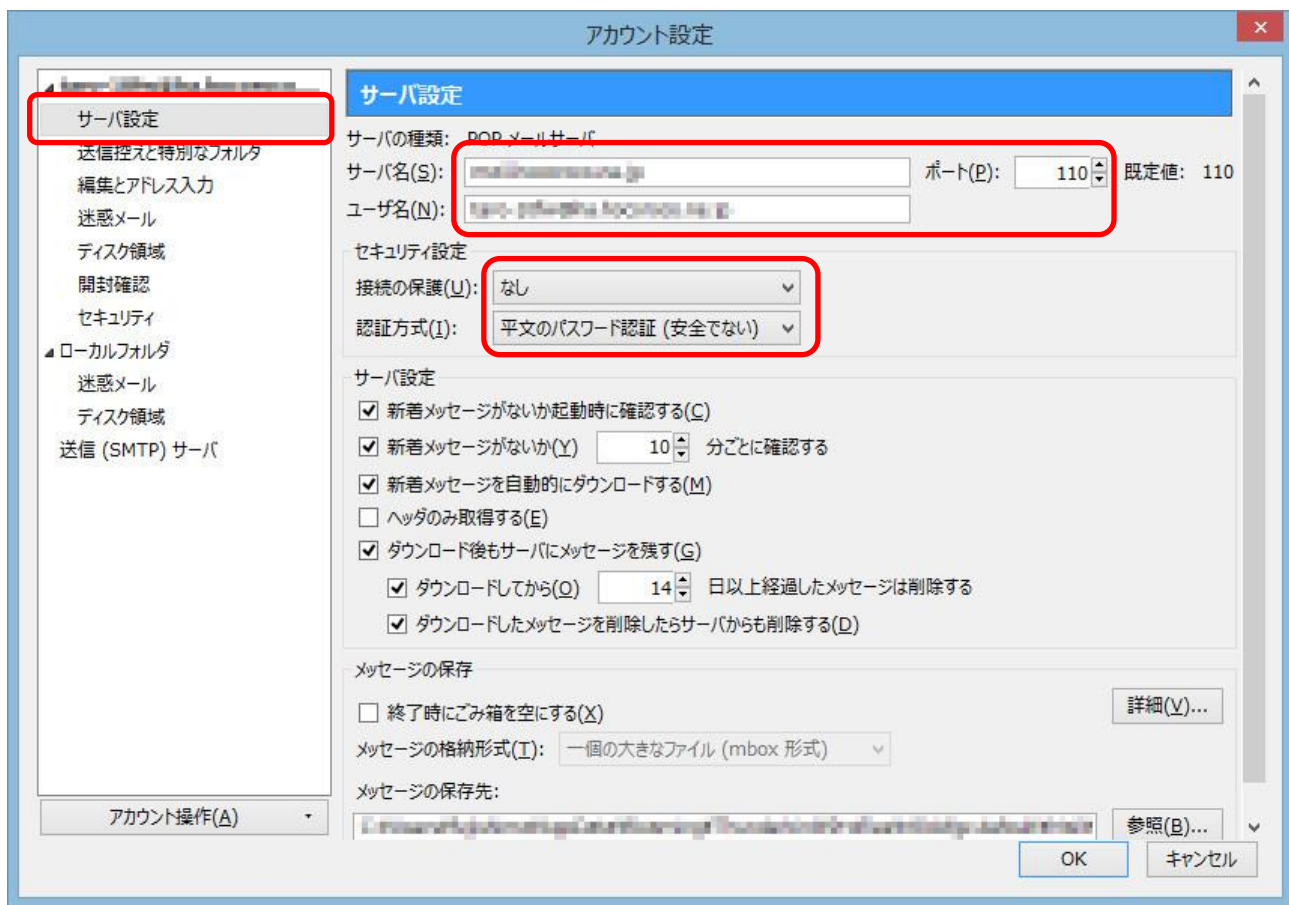 アカウント設定
サーバ設定
送信控えと特別なフォルダ
編集とアドレス入力
迷惑メール
ディスク領域
開封確認
セキュリティ
ローカルフォルダ
迷惑メール
ディスク領域
送信 (SMTP) サーバ
アカウント操作(A)
サーバ設定
サーバの種類: POP メールサーバ
サーバ名(S): ポート(P): 110 既定値: 110
ユーザ名(N):
セキュリティ設定
接続の保護(U): なし
認証方式(I): 平文のパスワード認証 (安全でない)
サーバ設定
新着メッセージがないか起動時に確認する(C)
新着メッセージがないか(Y) 10 分ごとに確認する
新着メッセージを自動的にダウンロードする(M)
ヘッダのみ取得する(E)
ダウンロード後もサーバにメッセージを残す(G)
ダウンロードしてから(O) 14 日以上経過したメッセージは削除する
ダウンロードしたメッセージを削除したらサーバからも削除する(D)
メッセージの保存
終了時にごみ箱を空にする(X) 詳細(V)...
メッセージの格納形式(T): 一個の大きなファイル (mbox 形式)
メッセージの保存先:
参照(B)...
OK キャンセル